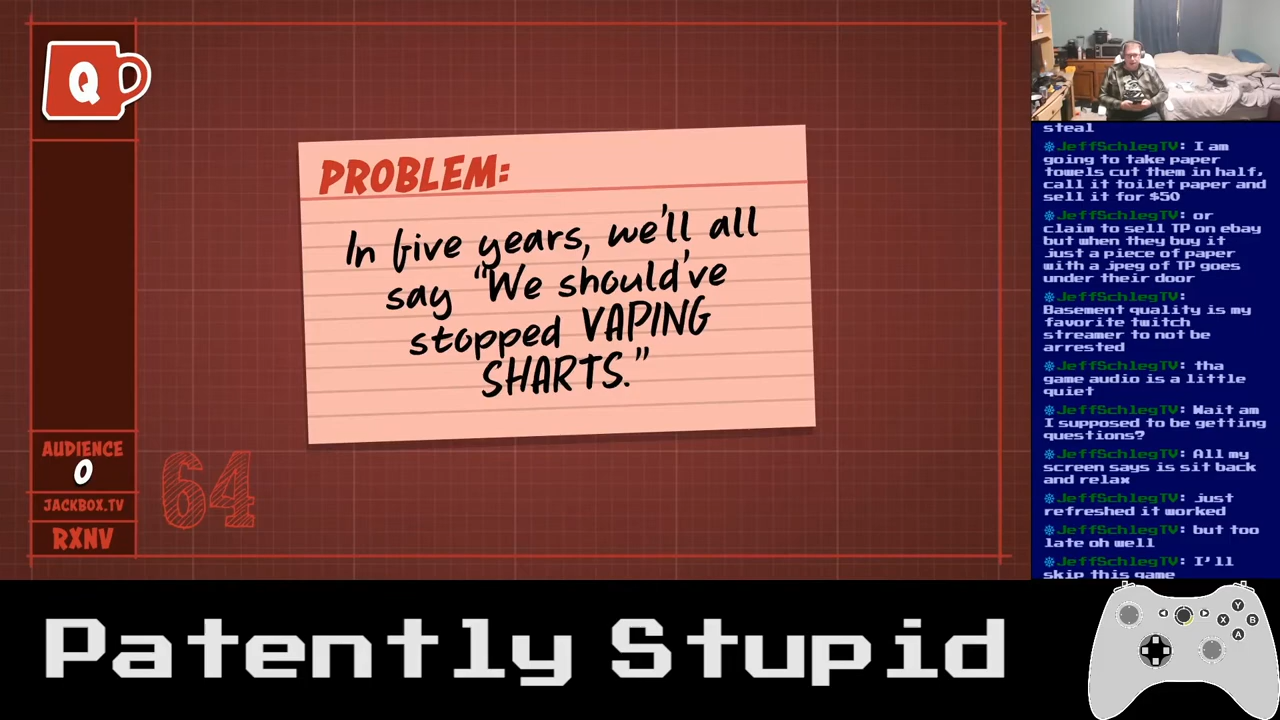 Q
PROBLEM:
In five years, we'll all
say "We should've
stopped VAPING
SHARTS."
AUDIENCE
0
JACKBOX.TV
RXNV
64
steal
JeffSchlegTV: I am
going to take paper
towels cut them in half,
call it toilet paper and
sell it for $50
JeffSchlegTV: or
claim to sell TP on ebay
but when they buy it
just a piece of paper
with a jpeg of TP goes
under their door
JeffSchlegTV:
Basement quality is my
favorite twitch
streamer to not be
arrested
JeffSchlegTV: tha
game audio is a little
quiet
JeffSchlegTV: Wait am
I supposed to be getting
questions?
JeffSchlegTV: All my
screen says is sit back
and relax
JeffSchlegTV: just
refreshed it worked
JeffSchlegTV: but too
late oh well
JeffSchlegTV: I'll
skip this game
Patently Stupid
Y
X
B
A